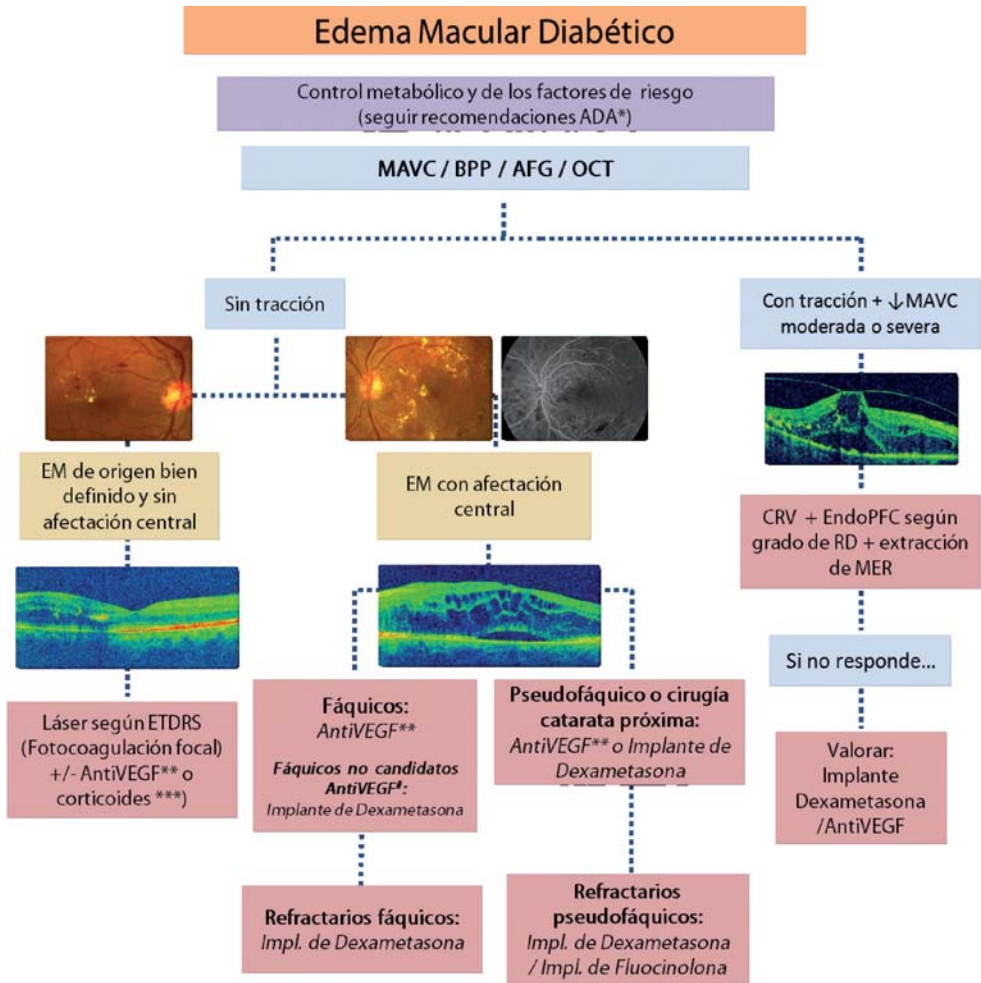 Edema Macular Diabético
Control metabólico y de los factores de riesgo
(seguir recomendaciones ADA*)
MAVC / BPP / AFG / OCT
Sin tracción
Con tracción + ↓MAVC
moderada o severa
EM de origen bien
definido y sin
afectación central
EM con afectación
central
CRV + EndoPFC según
grado de RD + extracción
de MER
Si no responde...
Láser según ETDRS
(Fotocoagulación focal)
+/- AntiVEGF** o
corticoides ***)
Fáquicos:
AntiVEGF**
Fáquicos no candidatos
AntiVEGF#:
Implante de Dexametasona
Pseudofáquico o cirugía
catarata próxima:
AntiVEGF** o Implante de
Dexametasona
Valorar:
Implante
Dexametasona
/AntiVEGF
Refractarios fáquicos:
Impl. de Dexametasona
Refractarios
pseudofáquicos:
Impl. de Dexametasona
/ Impl. de Fluocinolona